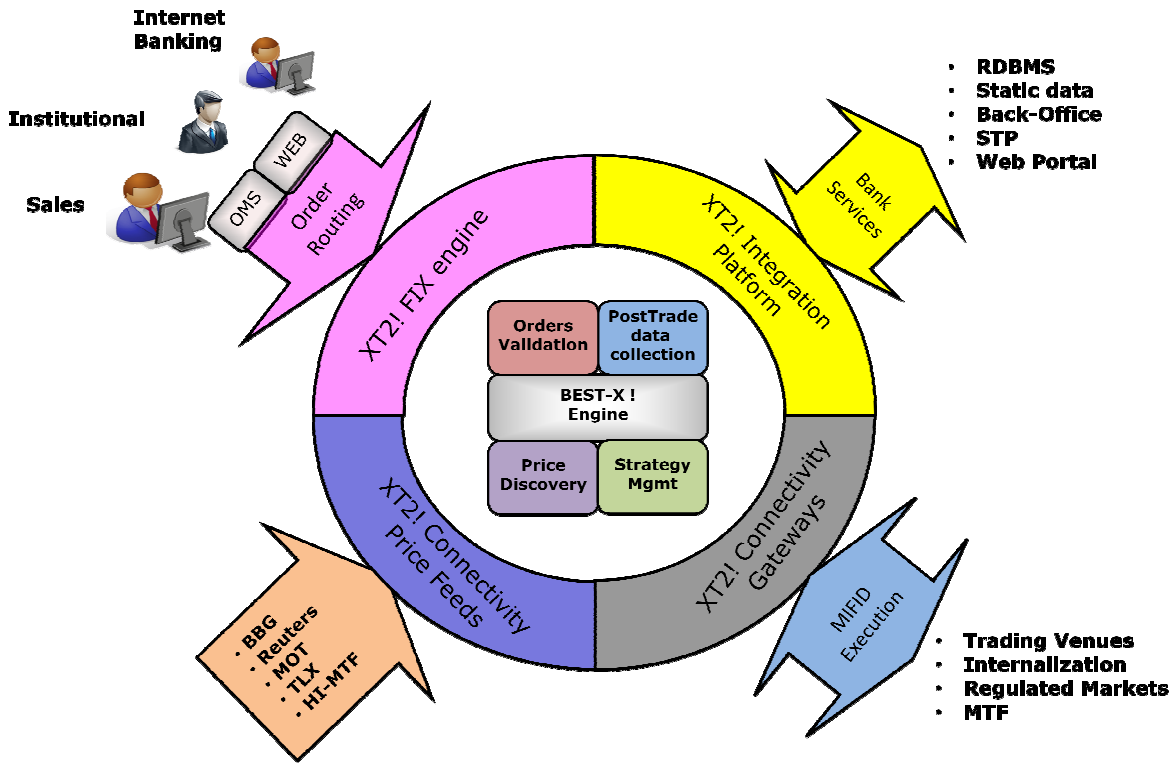 Internet
Banking
Institutional
Sales
WEB
OMS
Order
Routing
XT2! FIX engine
XT2! Integration
Platform
Bank
Services
• RDBMS
• Static data
• Back-Office
• STP
• Web Portal
Orders
Validation
PostTrade
data
collection
BEST-X !
Engine
Price
Discovery
Strategy
Mgmt
XT2! Connectivity
Price Feeds
XT2! Connectivity
Gateways
• BBG
• Reuters
• MOT
• TLX
• HI-MTF
MIFID
Execution
• Trading Venues
• Internalization
• Regulated Markets
• MTF